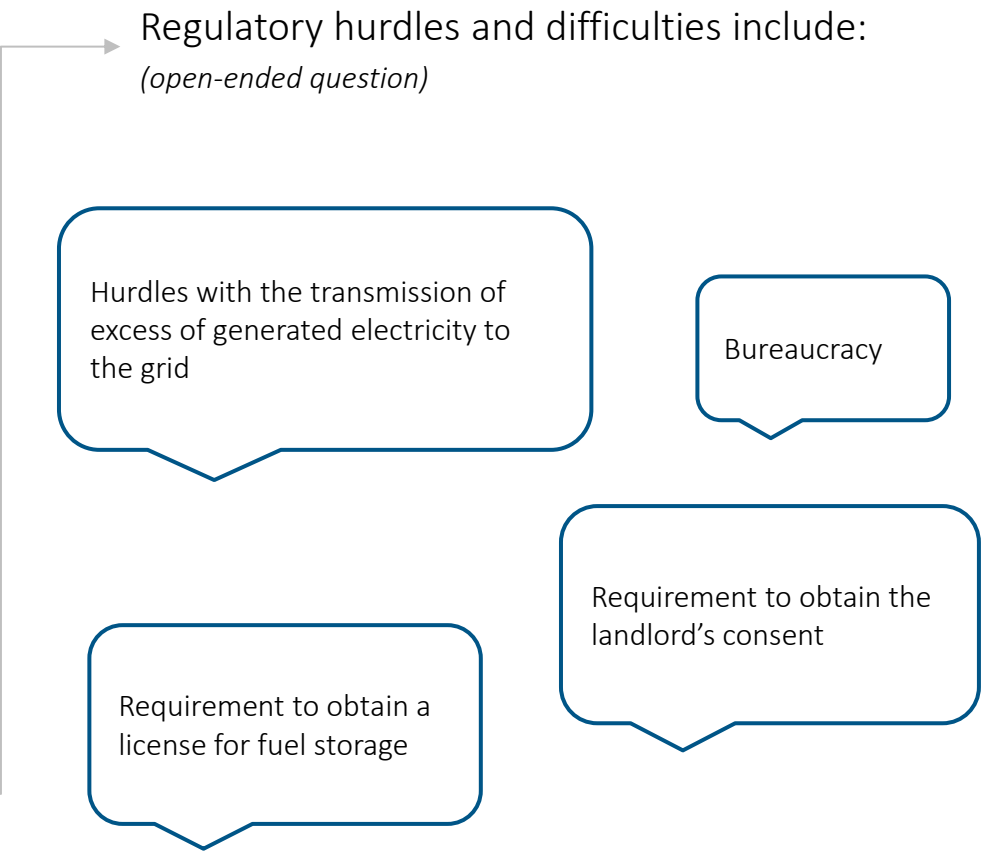 Regulatory hurdles and difficulties include:
(open-ended question)
Hurdles with the transmission of
excess of generated electricity to
the grid
Bureaucracy
Requirement to obtain the
landlord’s consent
Requirement to obtain a
license for fuel storage